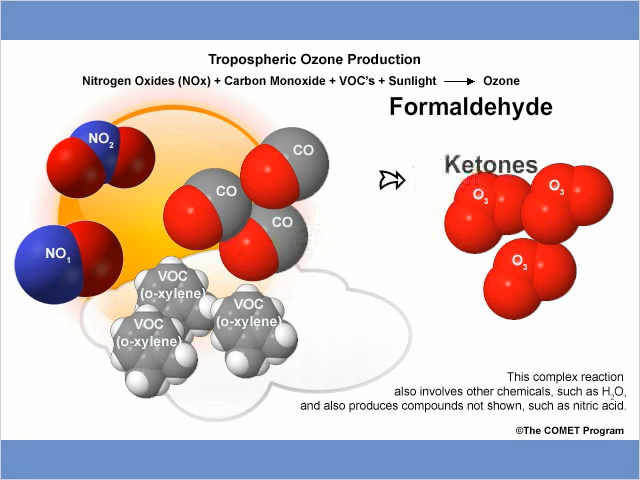 Tropospheric Ozone Production
Nitrogen Oxides (NOx) + Carbon Monoxide + VOC's + Sunlight → Ozone
Formaldehyde
Ketones
NO₂
CO
CO
CO
NO₁
O₃
O₃
O₃
VOC
(o-xylene)
VOC
(o-xylene)
VOC
(o-xylene)
This complex reaction
also involves other chemicals, such as H₂O,
and also produces compounds not shown, such as nitric acid.
©The COMET Program